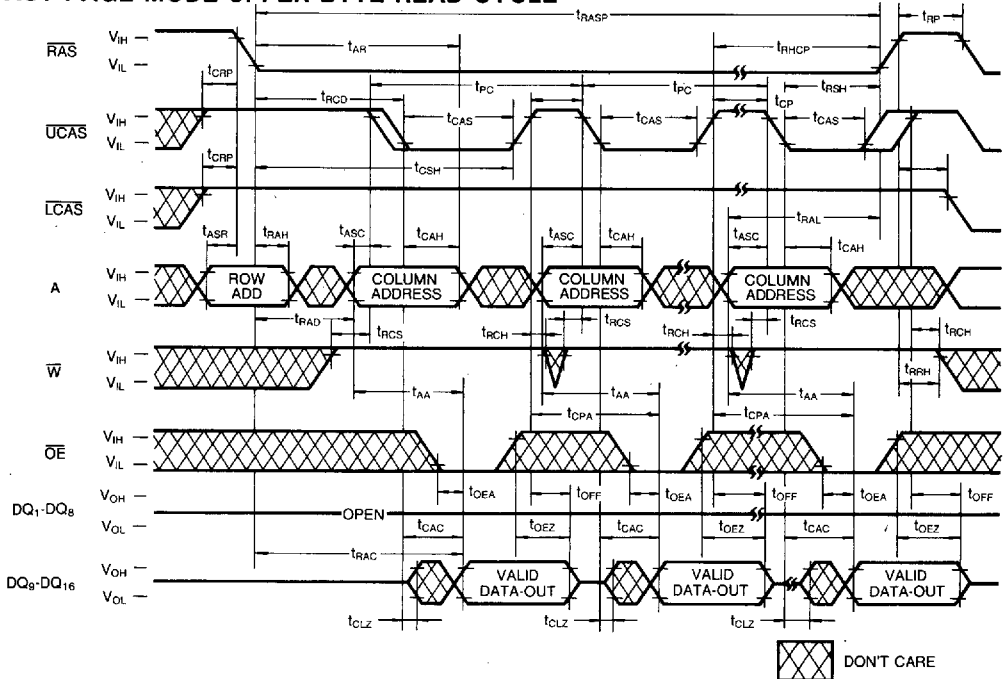 FAST PAGE MODE UPPER BYTE READ CYCLE
tRASP tRP
RAS VIH VIL tAR tRHCP
tCRP tRCD tPC tPC tCP tRSH
UCAS VIH VIL tCAS tCAS tCAS
tCRP tCSH
LCAS VIH VIL tRAL
tASR tRAH tASC tCAH tASC tCAH tASC tCAH
A VIH VIL ROW ADD COLUMN ADDRESS COLUMN ADDRESS COLUMN ADDRESS
tRAD tRCS tRCH tRCS tRCH tRCS tRCH
W VIH VIL tAA tAA tAA tRRH
tCPA tCPA
OE VIH VIL
tOEA tOFF tOEA tOFF tOEA tOFF
DQ1-DQ8 VOH VOL OPEN
tCAC tOEZ tCAC tOEZ tCAC tOEZ
tRAC
DQ9-DQ16 VOH VOL VALID DATA-OUT VALID DATA-OUT VALID DATA-OUT
tCLZ tCLZ tCLZ
DON'T CARE